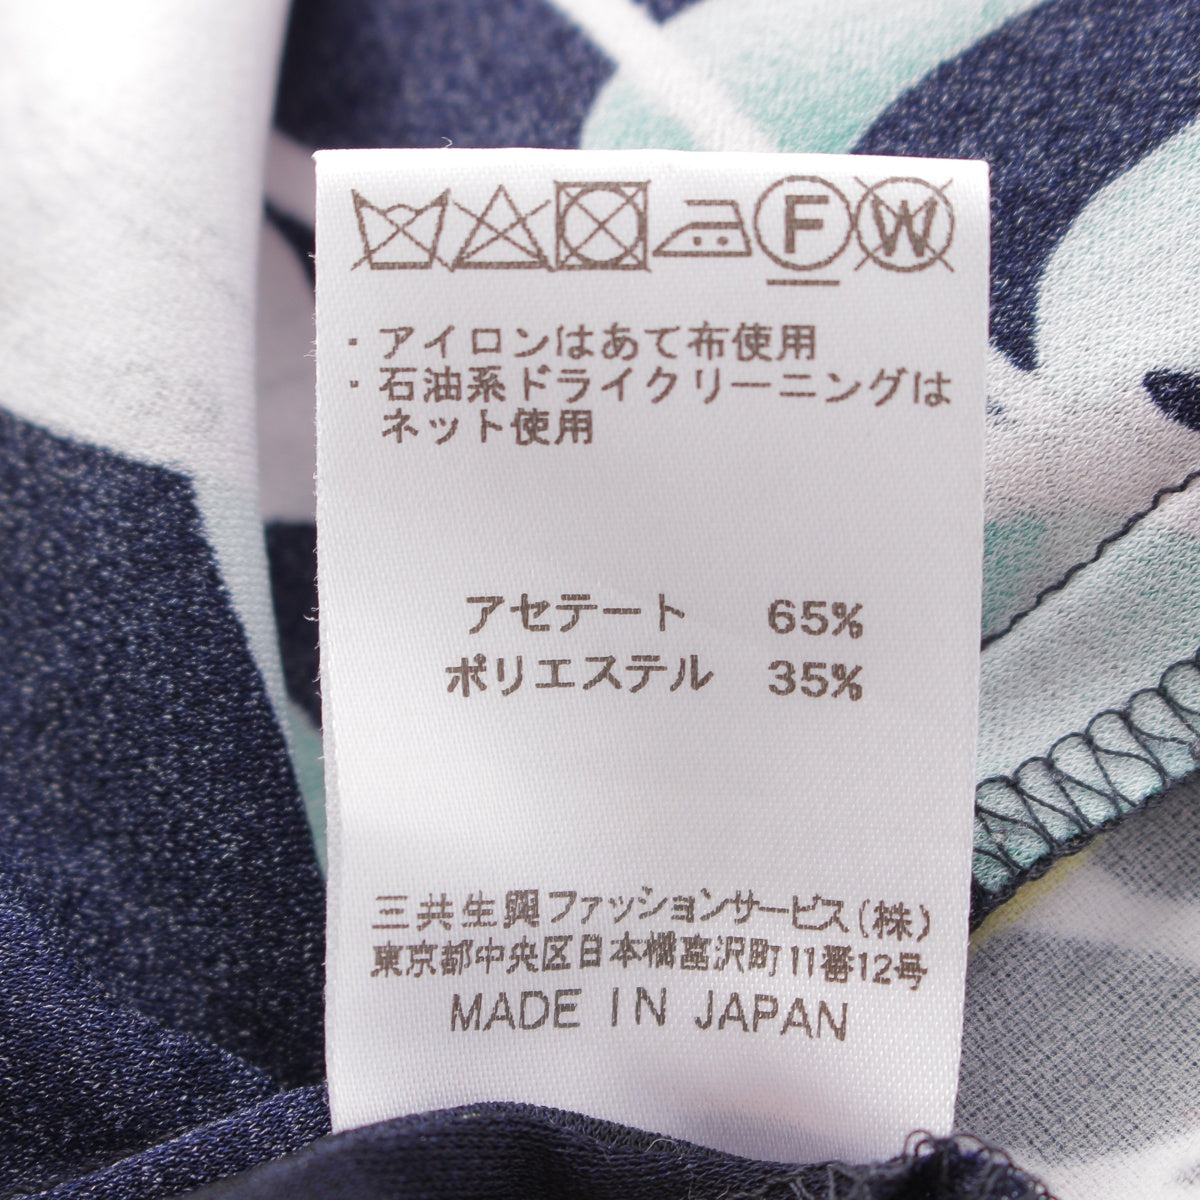 F W
・アイロンはあて布使用
・石油系ドライクリーニングは
ネット使用
アセテート 65%
ポリエステル 35%
三共生興ファッションサービス(株)
東京都中央区日本橋富沢町11番12号
MADE IN JAPAN